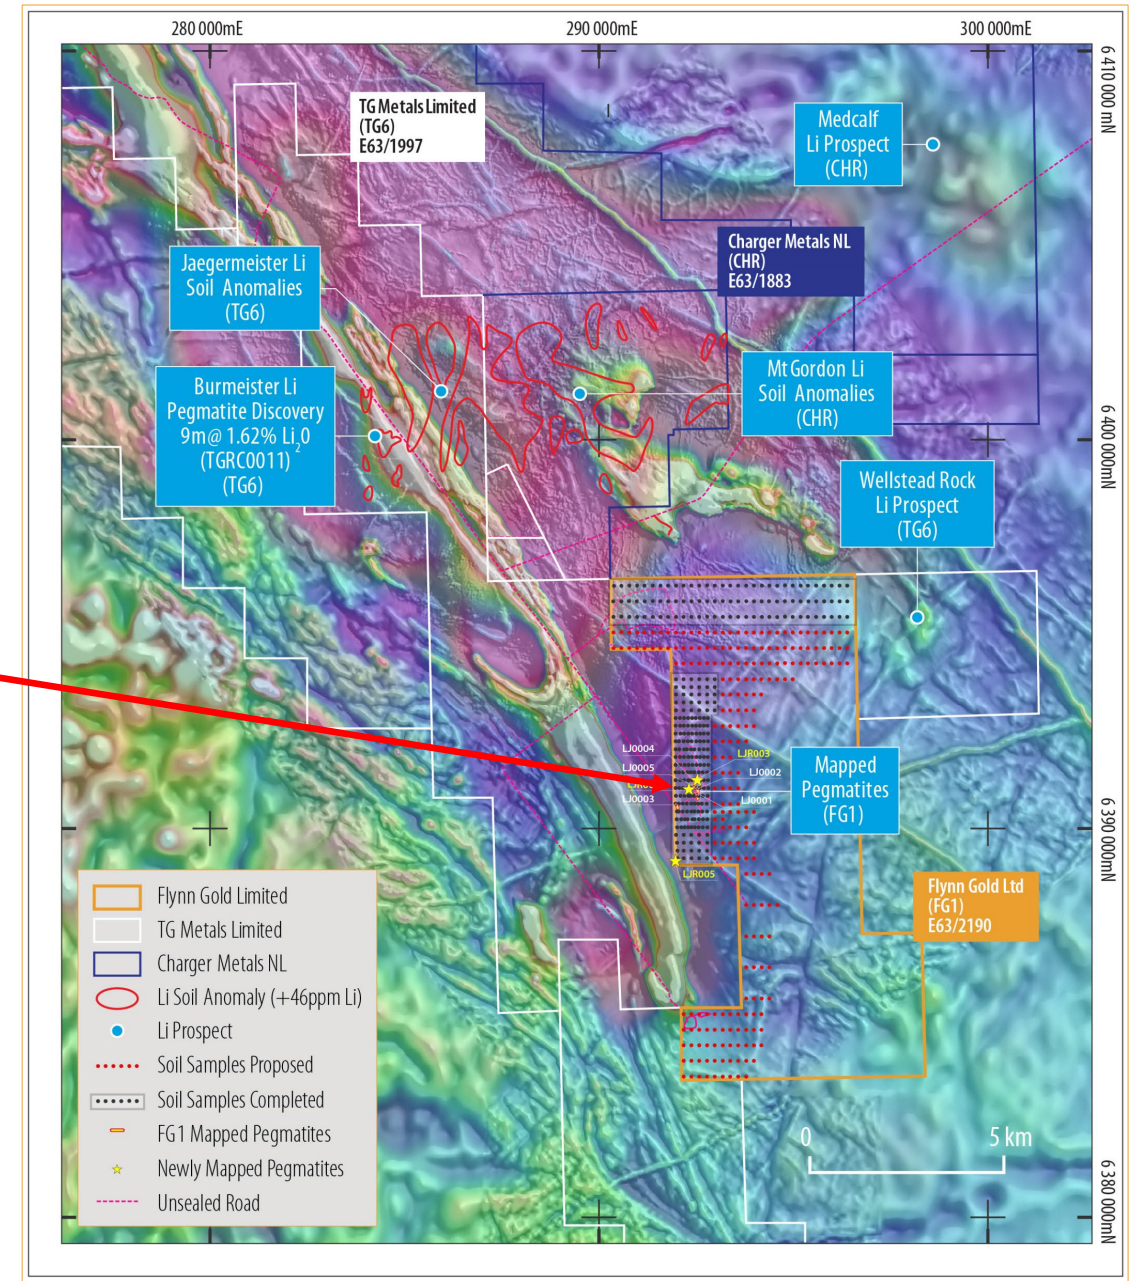 280 000mE
290 000mE
300 000mE
6 410 000 mN
TG Metals Limited
(TG6)
E63/1997
Medcalf
Li Prospect
(CHR)
Charger Metals NL
(CHR)
E63/1883
Jaegermeister Li
Soil Anomalies
(TG6)
Mt Gordon Li
Soil Anomalies
(CHR)
Burmeister Li
Pegmatite Discovery
9m@ 1.62% Li₂0
(TGRC0011)
(TG6)
6 400 000mN
Wellstead Rock
Li Prospect
(TG6)
LJ0004
LJR003
LJ0005
LJ0002
LJ0003
LJ0001
Mapped
Pegmatites
(FG1)
6 390 000mN
LJR005
Flynn Gold Ltd
(FG1)
E63/2190
Flynn Gold Limited
TG Metals Limited
Charger Metals NL
Li Soil Anomaly (+46ppm Li)
Li Prospect
Soil Samples Proposed
Soil Samples Completed
FG1 Mapped Pegmatites
Newly Mapped Pegmatites
Unsealed Road
0 5 km
6 380 000mN